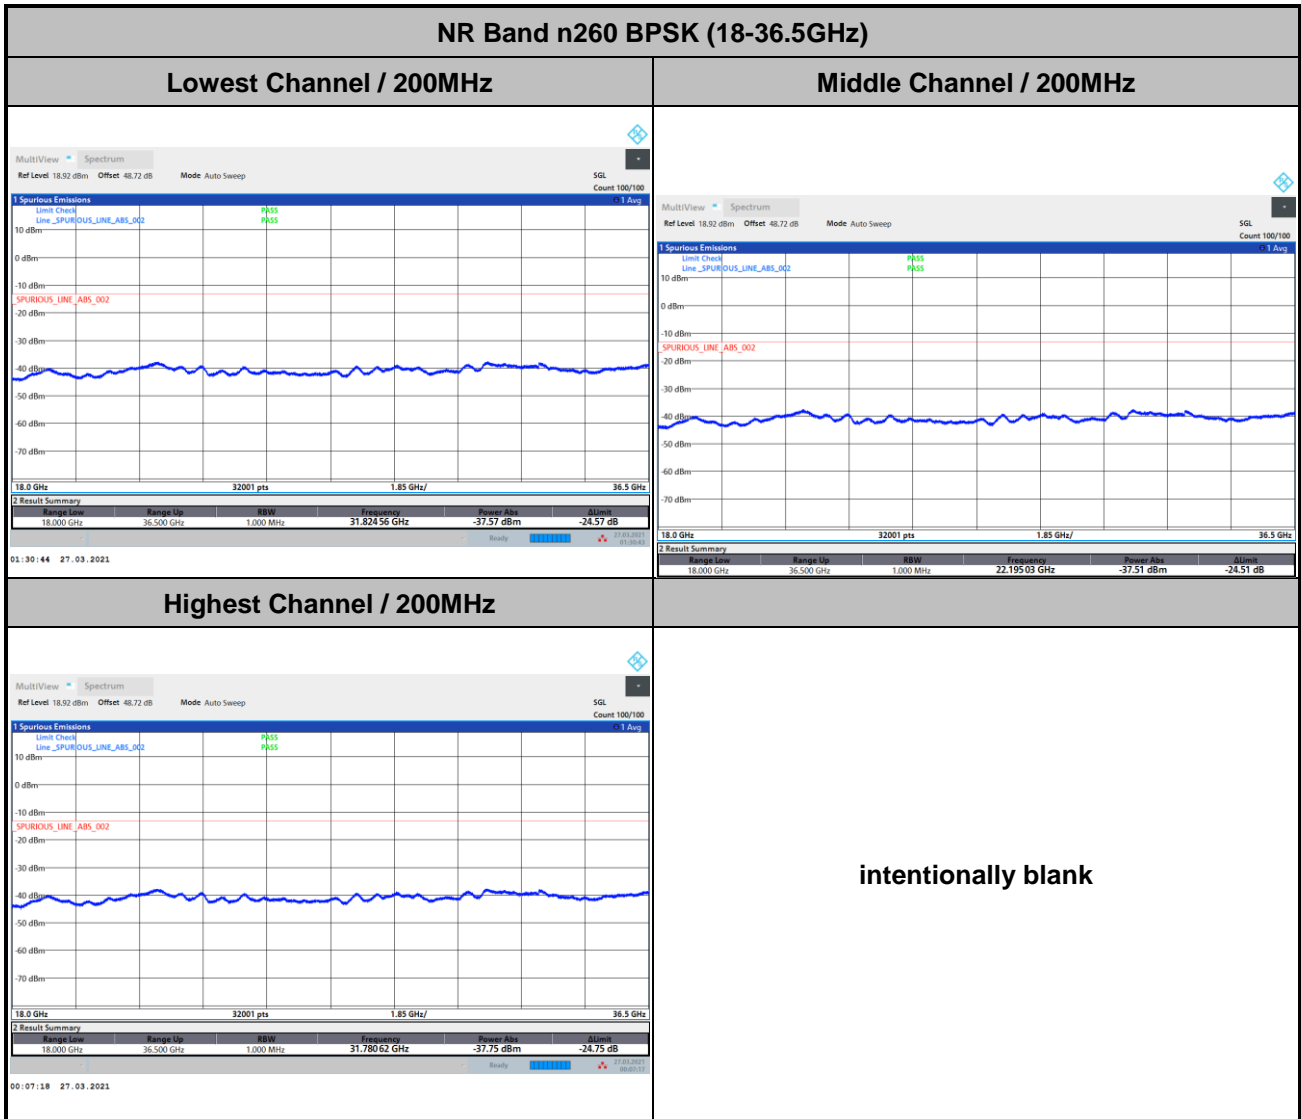 NR Band n260 BPSK (18-36.5GHz)
Lowest Channel / 200MHz
Middle Channel / 200MHz
MultiView Spectrum
Ref Level 18.92 dBm Offset 48.72 dB Mode Auto Sweep SGL
Count 100/100
1 Spurious Emissions 1 Avg
Limit Check PASS
Line _SPURIOUS_LINE_ABS_002 PASS
10 dBm
0 dBm
-10 dBm
_SPURIOUS_LINE_ABS_002
-20 dBm
-30 dBm
-40 dBm
-50 dBm
-60 dBm
-70 dBm
18.0 GHz 32001 pts 1.85 GHz/ 36.5 GHz
2 Result Summary
Range Low Range Up RBW Frequency Power Abs ΔLimit
18.000 GHz 36.500 GHz 1.000 MHz 31.82456 GHz -37.57 dBm -24.57 dB
Ready 27.03.2021
01:30:43
01:30:44 27.03.2021
MultiView Spectrum
Ref Level 18.92 dBm Offset 48.72 dB Mode Auto Sweep SGL
Count 100/100
1 Spurious Emissions 1 Avg
Limit Check PASS
Line _SPURIOUS_LINE_ABS_002 PASS
10 dBm
0 dBm
-10 dBm
_SPURIOUS_LINE_ABS_002
-20 dBm
-30 dBm
-40 dBm
-50 dBm
-60 dBm
-70 dBm
18.0 GHz 32001 pts 1.85 GHz/ 36.5 GHz
2 Result Summary
Range Low Range Up RBW Frequency Power Abs ΔLimit
18.000 GHz 36.500 GHz 1.000 MHz 22.19503 GHz -37.51 dBm -24.51 dB
Highest Channel / 200MHz
MultiView Spectrum
Ref Level 18.92 dBm Offset 48.72 dB Mode Auto Sweep SGL
Count 100/100
1 Spurious Emissions 1 Avg
Limit Check PASS
Line _SPURIOUS_LINE_ABS_002 PASS
10 dBm
0 dBm
-10 dBm
_SPURIOUS_LINE_ABS_002
-20 dBm
-30 dBm
-40 dBm
-50 dBm
-60 dBm
-70 dBm
18.0 GHz 32001 pts 1.85 GHz/ 36.5 GHz
2 Result Summary
Range Low Range Up RBW Frequency Power Abs ΔLimit
18.000 GHz 36.500 GHz 1.000 MHz 31.78062 GHz -37.75 dBm -24.75 dB
Ready 27.03.2021
00:07:17
00:07:18 27.03.2021
intentionally blank